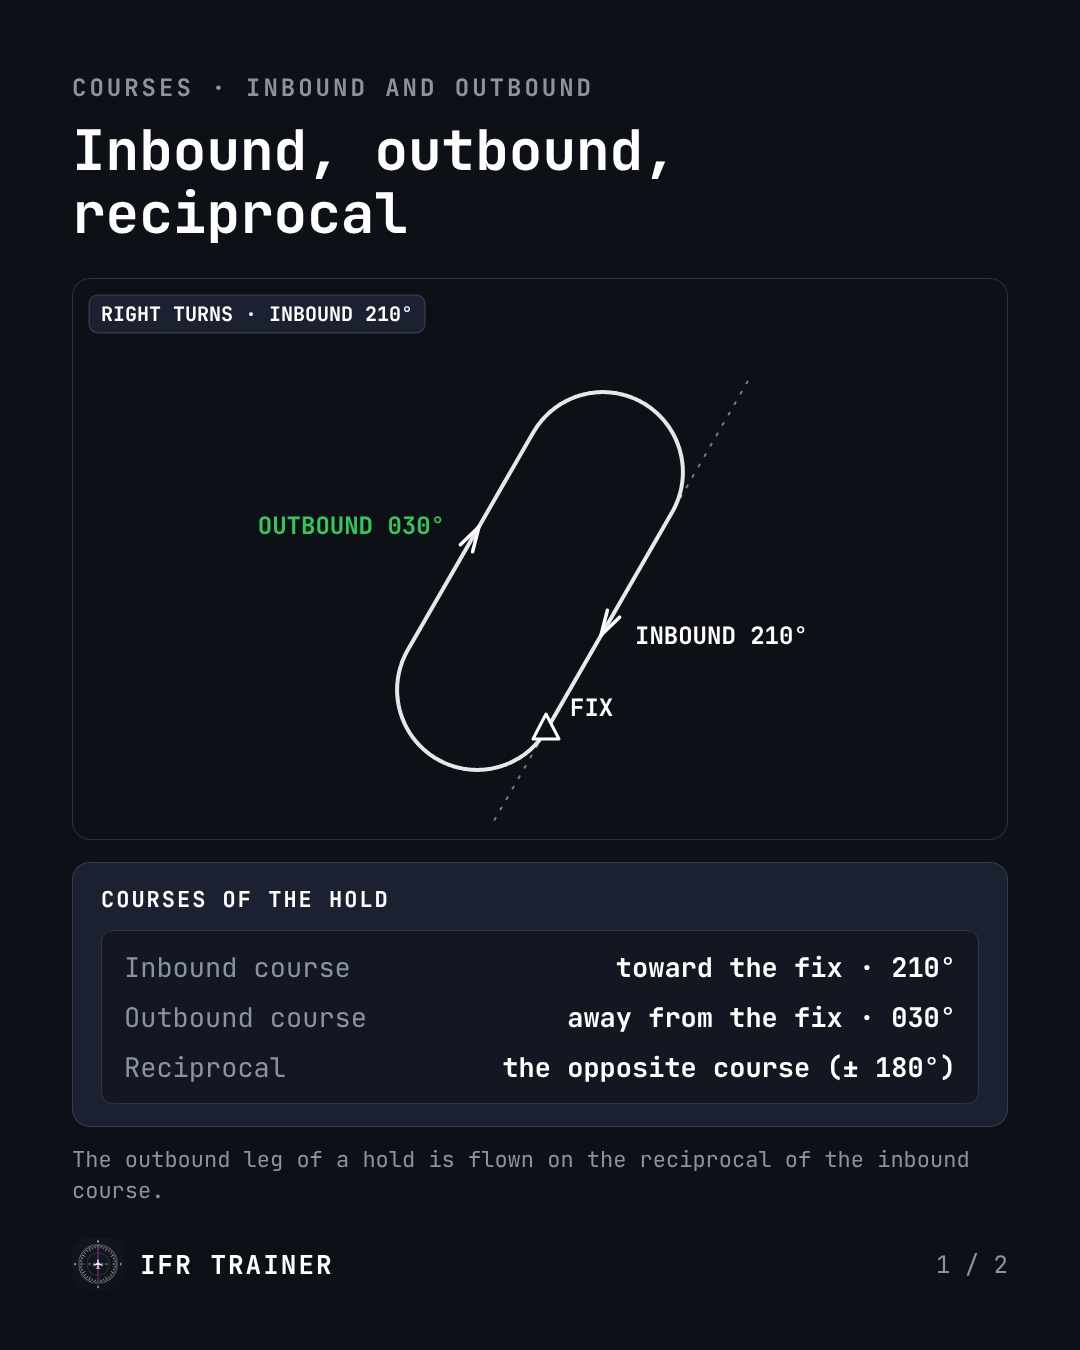 COURSES · INBOUND AND OUTBOUND
Inbound, outbound,
reciprocal
RIGHT TURNS · INBOUND 210°
OUTBOUND 030°
INBOUND 210°
FIX
COURSES OF THE HOLD
Inbound course toward the fix · 210°
Outbound course away from the fix · 030°
Reciprocal the opposite course (± 180°)
The outbound leg of a hold is flown on the reciprocal of the inbound
course.
IFR TRAINER
1 / 2